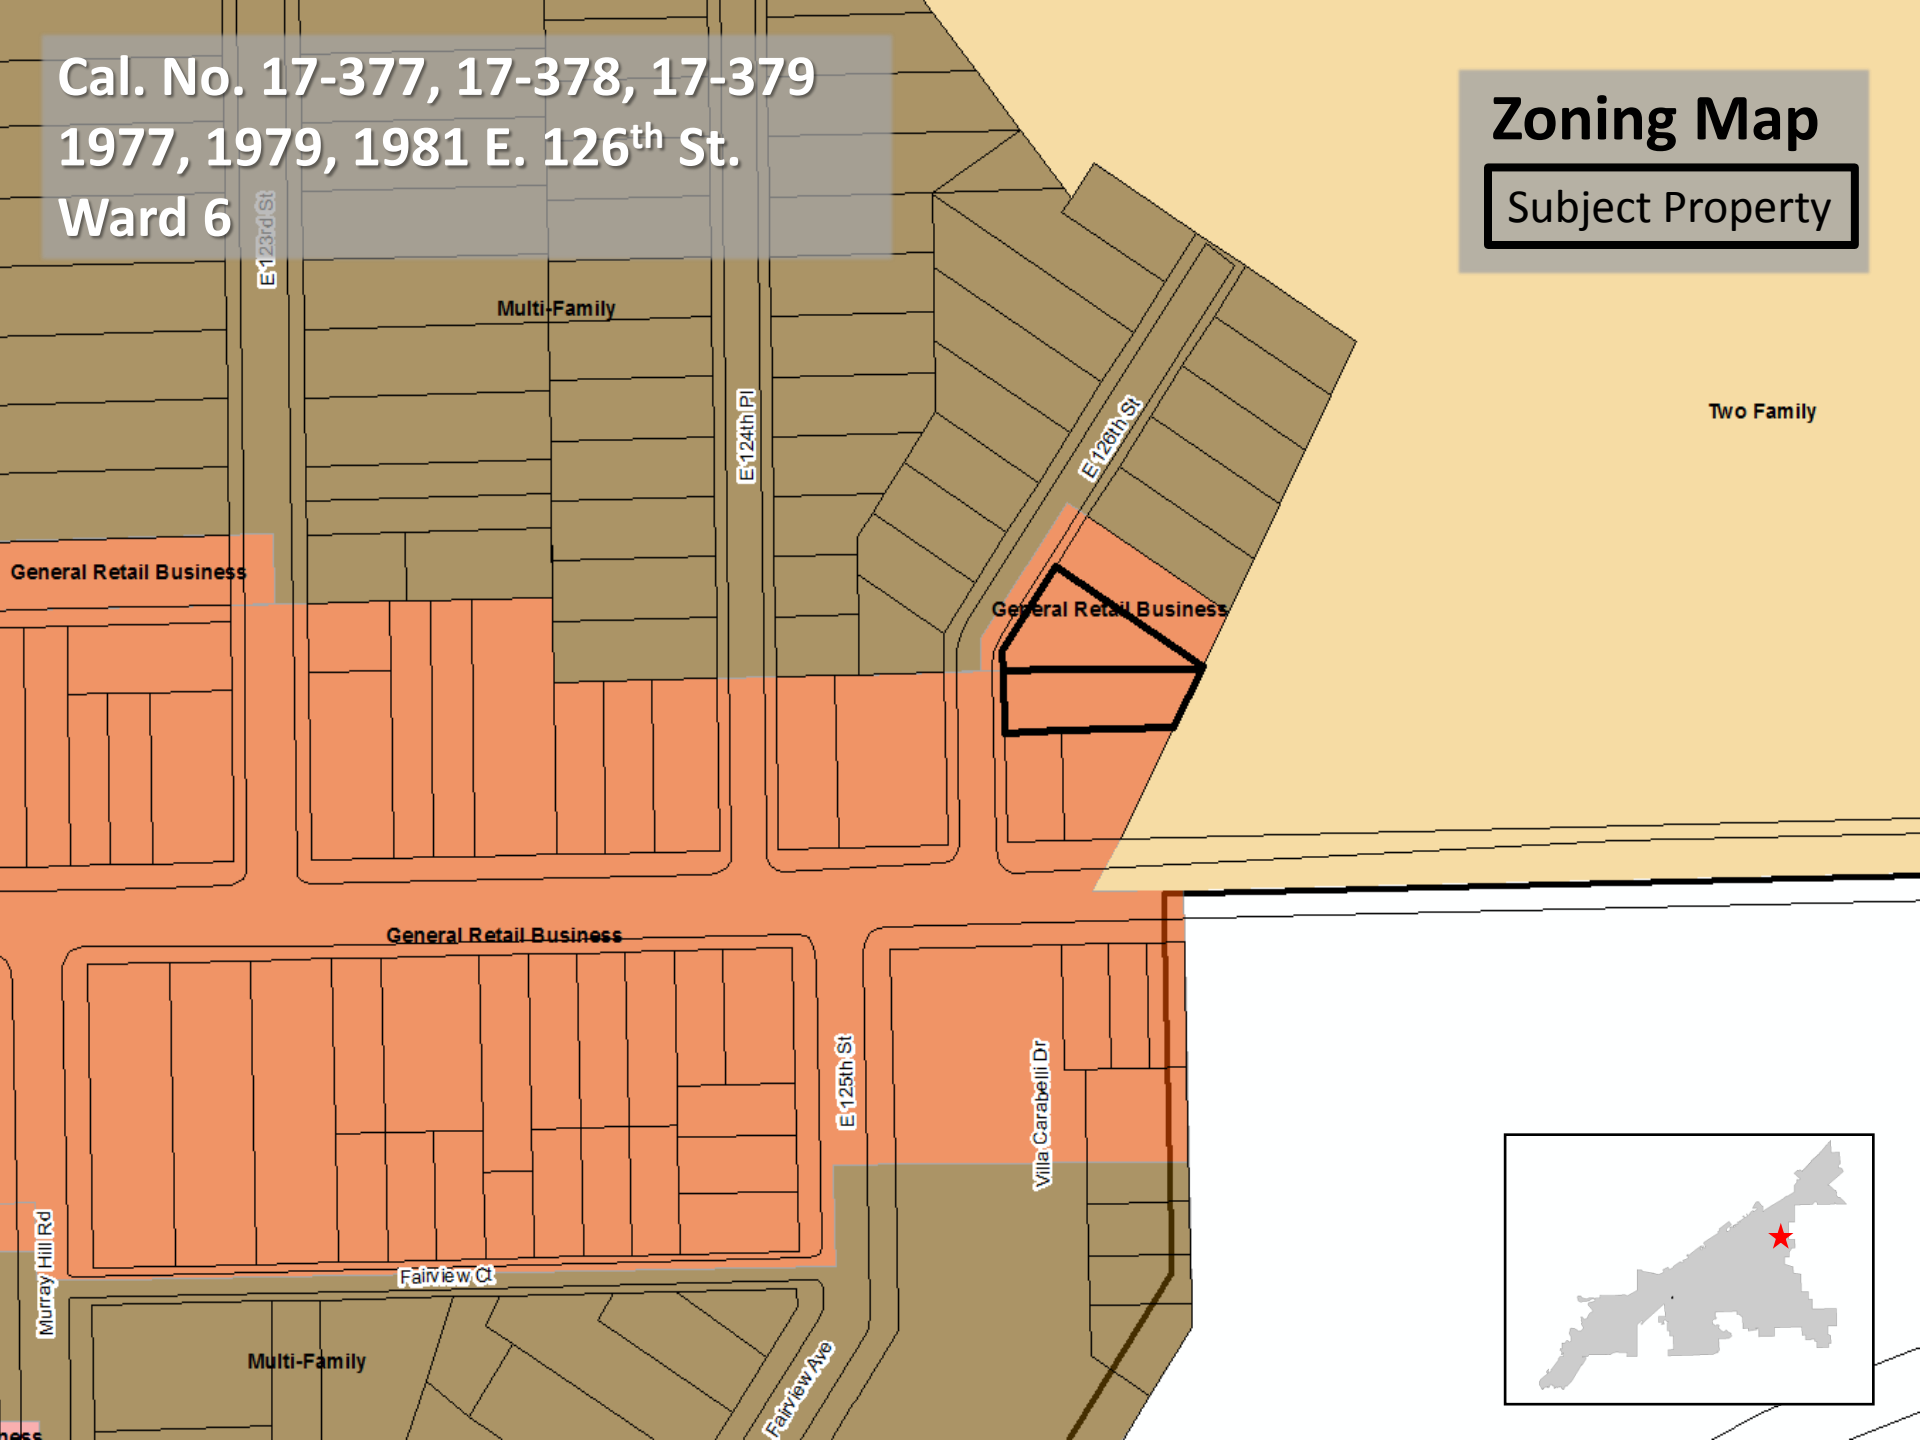 Cal. No. 17-377, 17-378, 17-379
1977, 1979, 1981 E. 126th St.
Ward 6
Zoning Map
Subject Property
E 123rd St
Multi-Family
E 124th Pl
E 126th St
Two Family
General Retail Business
General Retail Business
General Retail Business
E 125th St
Villa Carabelli Dr
Murray Hill Rd
Fairview Ct
Multi-Family
Fairview Ave
ness